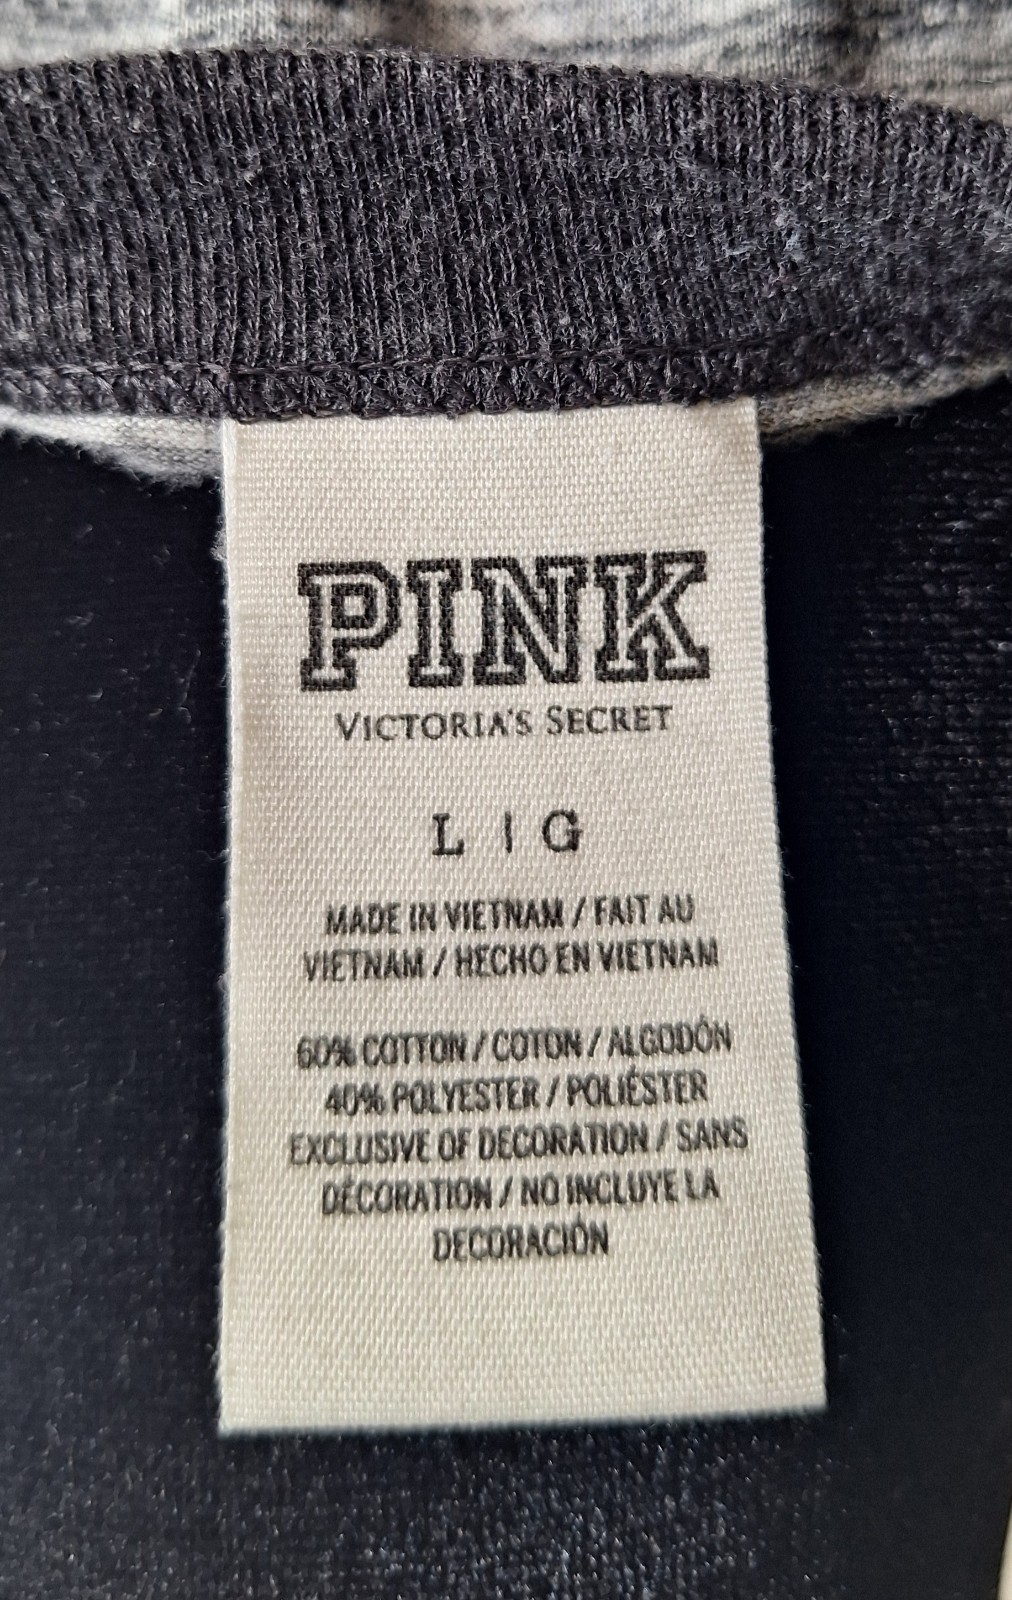 PINK
VICTORIA'S SECRET
L | G
MADE IN VIETNAM / FAIT AU
VIETNAM / HECHO EN VIETNAM
60% COTTON / COTON / ALGODÓN
40% POLYESTER / POLIÉSTER
EXCLUSIVE OF DECORATION / SANS
DÉCORATION / NO INCLUYE LA
DECORACIÓN